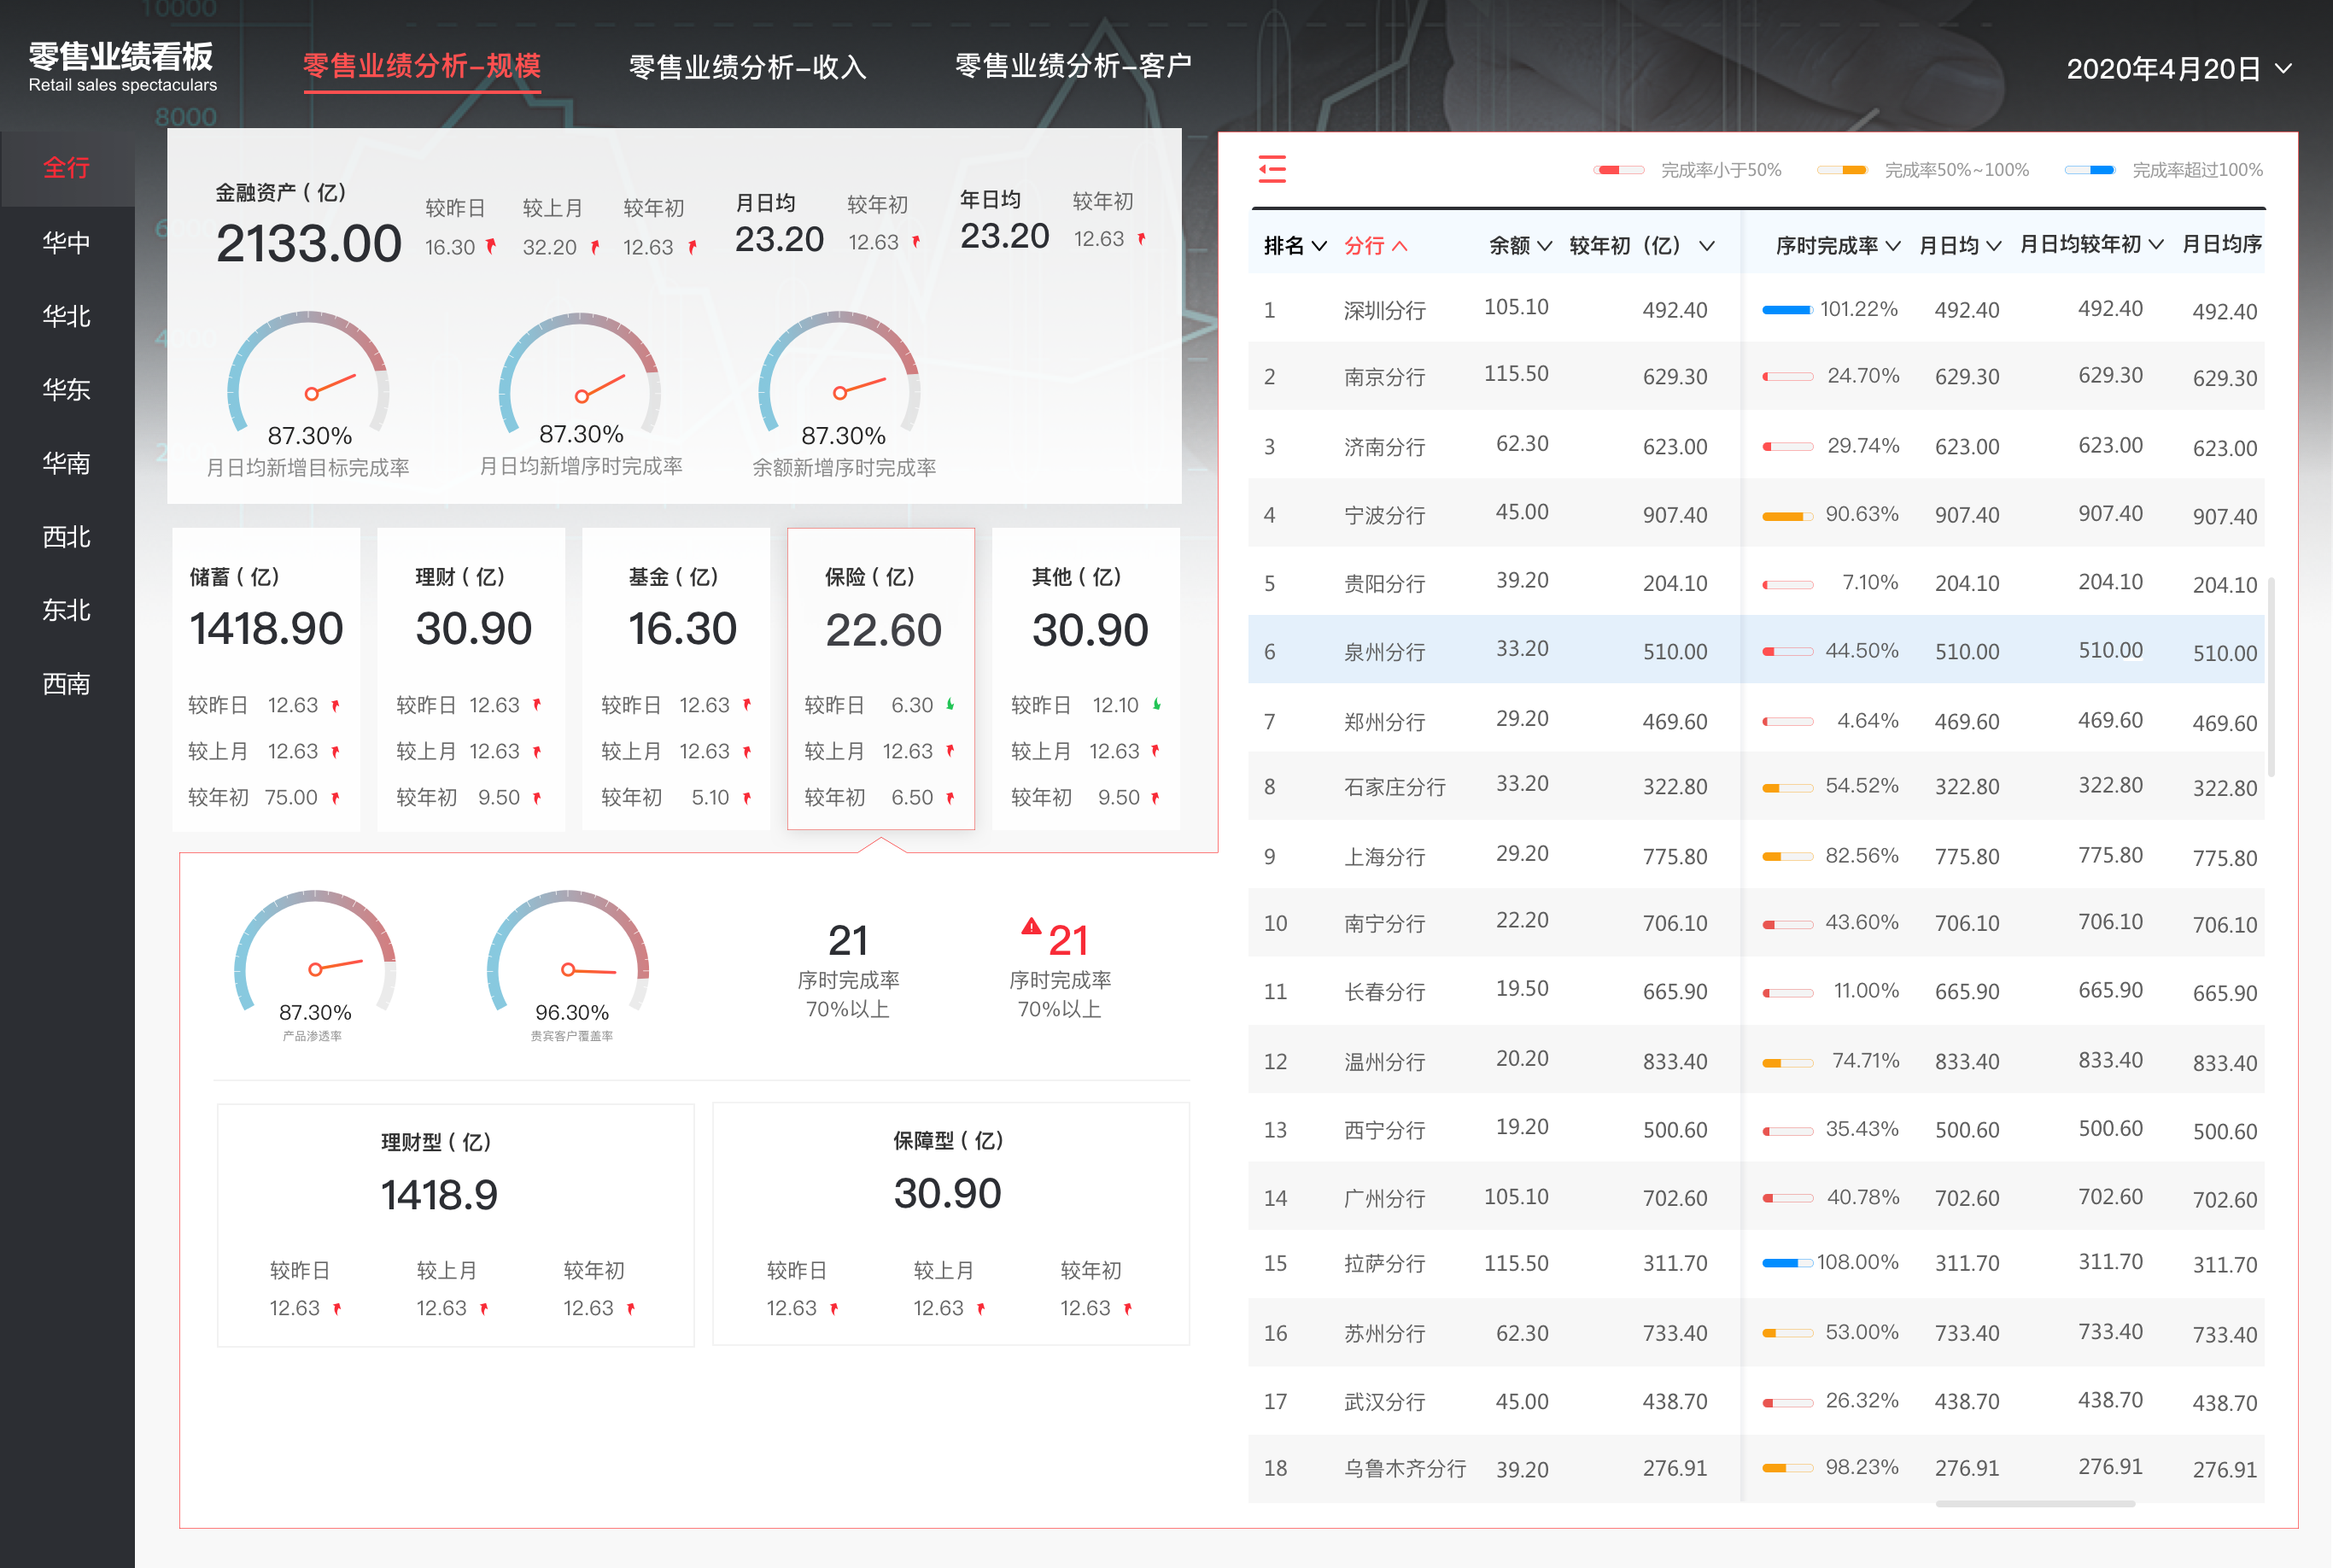 零售业绩看板
Retail sales spectaculars
零售业绩分析-规模
零售业绩分析-收入
零售业绩分析-客户
2020年4月20日
10000
8000
全行
华中
华北
华东
华南
西北
东北
西南
金融资产（亿）
2133.00
较昨日 较上月 较年初
16.30 32.20 12.63
月日均 较年初
23.20 12.63
年日均 较年初
23.20 12.63
87.30%
月日均新增目标完成率
87.30%
月日均新增序时完成率
87.30%
余额新增序时完成率
储蓄（亿）
1418.90
较昨日 12.63
较上月 12.63
较年初 75.00
理财（亿）
30.90
较昨日 12.63
较上月 12.63
较年初 9.50
基金（亿）
16.30
较昨日 12.63
较上月 12.63
较年初 5.10
保险（亿）
22.60
较昨日 6.30
较上月 12.63
较年初 6.50
其他（亿）
30.90
较昨日 12.10
较上月 12.63
较年初 9.50
87.30%
产品渗透率
96.30%
贵宾客户覆盖率
21
序时完成率
70%以上
21
序时完成率
70%以上
理财型（亿）
1418.9
较昨日 较上月 较年初
12.63 12.63 12.63
保障型（亿）
30.90
较昨日 较上月 较年初
12.63 12.63 12.63
完成率小于50% 完成率50%~100% 完成率超过100%
排名 分行 余额 较年初（亿） 序时完成率 月日均 月日均较年初 月日均序
1 深圳分行 105.10 492.40 101.22% 492.40 492.40 492.40
2 南京分行 115.50 629.30 24.70% 629.30 629.30 629.30
3 济南分行 62.30 623.00 29.74% 623.00 623.00 623.00
4 宁波分行 45.00 907.40 90.63% 907.40 907.40 907.40
5 贵阳分行 39.20 204.10 7.10% 204.10 204.10 204.10
6 泉州分行 33.20 510.00 44.50% 510.00 510.00 510.00
7 郑州分行 29.20 469.60 4.64% 469.60 469.60 469.60
8 石家庄分行 33.20 322.80 54.52% 322.80 322.80 322.80
9 上海分行 29.20 775.80 82.56% 775.80 775.80 775.80
10 南宁分行 22.20 706.10 43.60% 706.10 706.10 706.10
11 长春分行 19.50 665.90 11.00% 665.90 665.90 665.90
12 温州分行 20.20 833.40 74.71% 833.40 833.40 833.40
13 西宁分行 19.20 500.60 35.43% 500.60 500.60 500.60
14 广州分行 105.10 702.60 40.78% 702.60 702.60 702.60
15 拉萨分行 115.50 311.70 108.00% 311.70 311.70 311.70
16 苏州分行 62.30 733.40 53.00% 733.40 733.40 733.40
17 武汉分行 45.00 438.70 26.32% 438.70 438.70 438.70
18 乌鲁木齐分行 39.20 276.91 98.23% 276.91 276.91 276.91